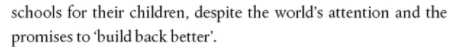 schools for their children, despite the world’s attention and the
promises to ‘build back better’.